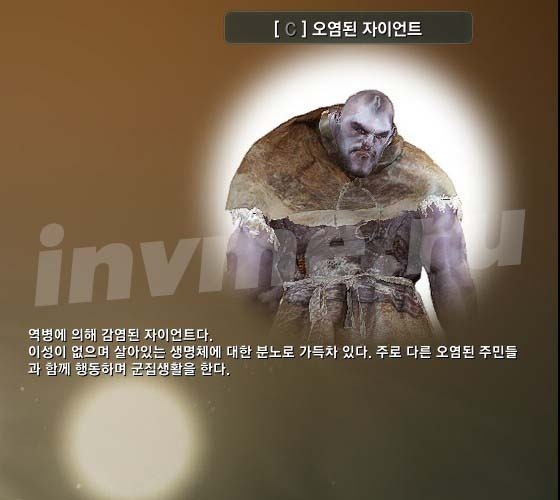 [ C ] 오염된 자이언트
invme.ru
역병에 의해 감염된 자이언트다.
이성이 없으며 살아있는 생명체에 대한 분노로 가득차 있다. 주로 다른 오염된 주민들
과 함께 행동하며 군집생활을 한다.